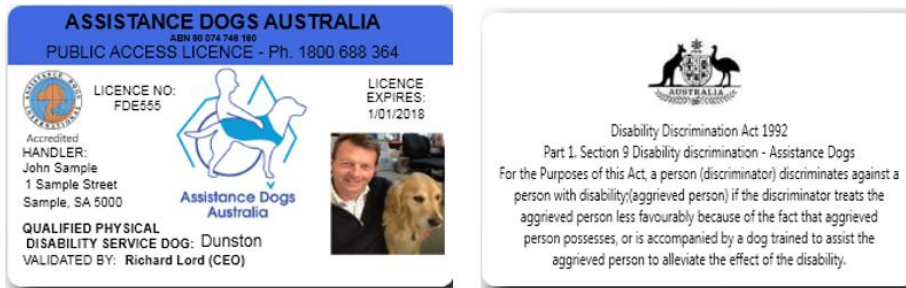 ASSISTANCE DOGS AUSTRALIA
ABN 90 074 746 160
PUBLIC ACCESS LICENCE - Ph. 1800 688 364
ASSISTANCE DOGS INTERNATIONAL
Accredited
LICENCE NO:
FDE555
LICENCE
EXPIRES:
1/01/2018
HANDLER:
John Sample
1 Sample Street
Sample, SA 5000
Assistance Dogs
Australia
QUALIFIED PHYSICAL
DISABILITY SERVICE DOG: Dunston
VALIDATED BY: Richard Lord (CEO)
AUSTRALIA
Disability Discrimination Act 1992
Part 1. Section 9 Disability discrimination - Assistance Dogs
For the Purposes of this Act, a person (discriminator) discriminates against a
person with disability;(aggrieved person) if the discriminator treats the
aggrieved person less favourably because of the fact that aggrieved
person possesses, or is accompanied by a dog trained to assist the
aggrieved person to alleviate the effect of the disability.